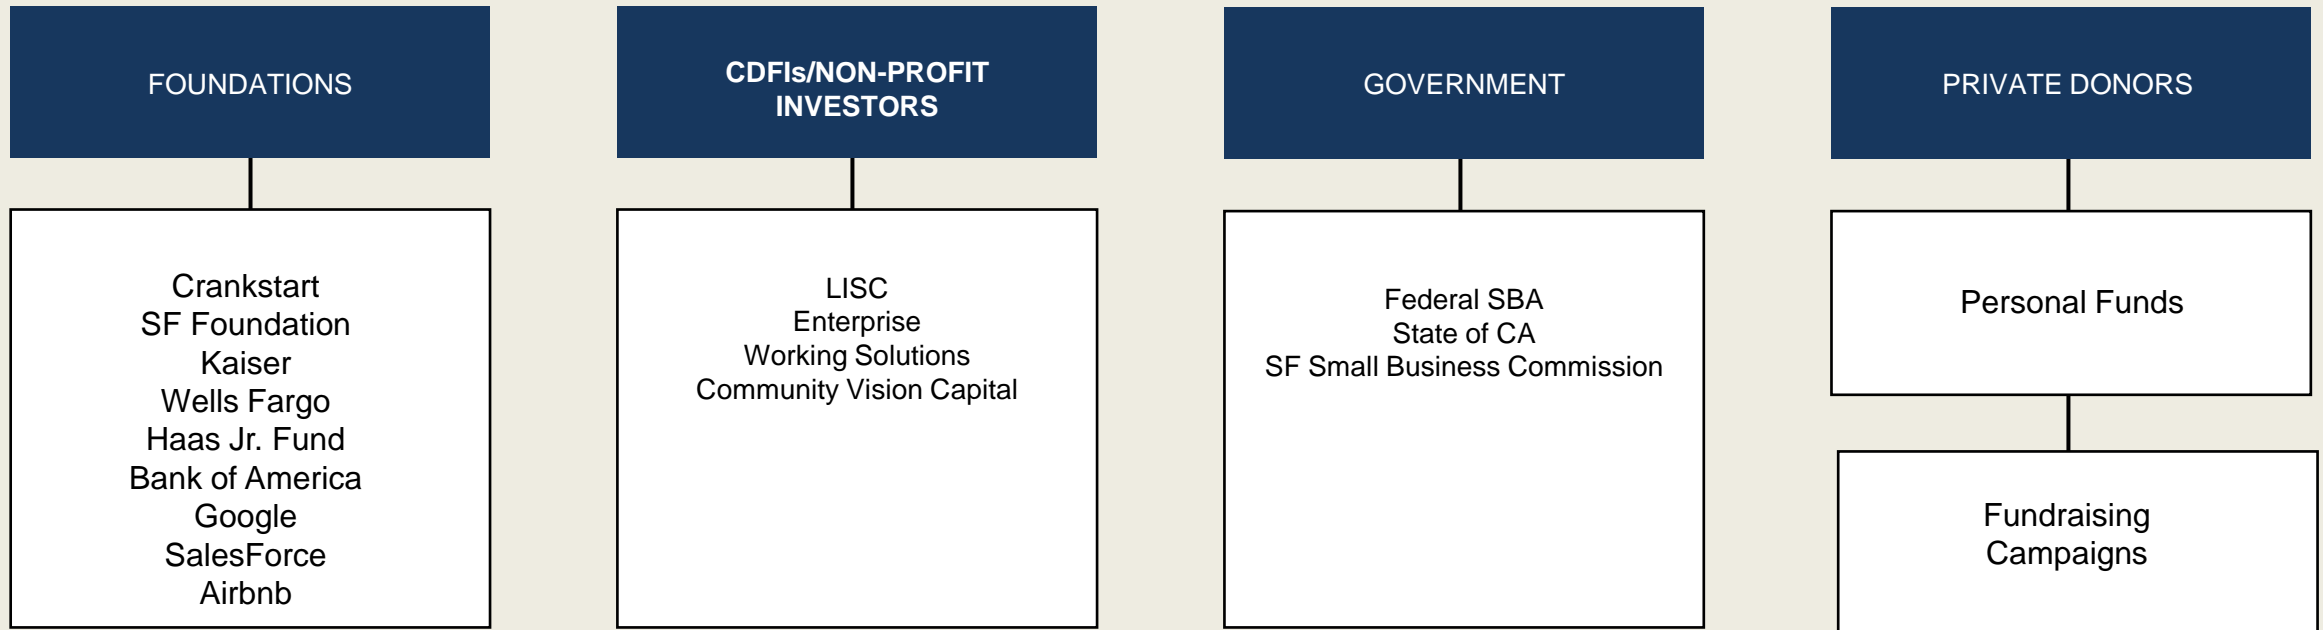 FOUNDATIONS
Crankstart
SF Foundation
Kaiser
Wells Fargo
Haas Jr. Fund
Bank of America
Google
SalesForce
Airbnb
CDFIs/NON-PROFIT
INVESTORS
LISC
Enterprise
Working Solutions
Community Vision Capital
GOVERNMENT
Federal SBA
State of CA
SF Small Business Commission
PRIVATE DONORS
Personal Funds
Fundraising
Campaigns